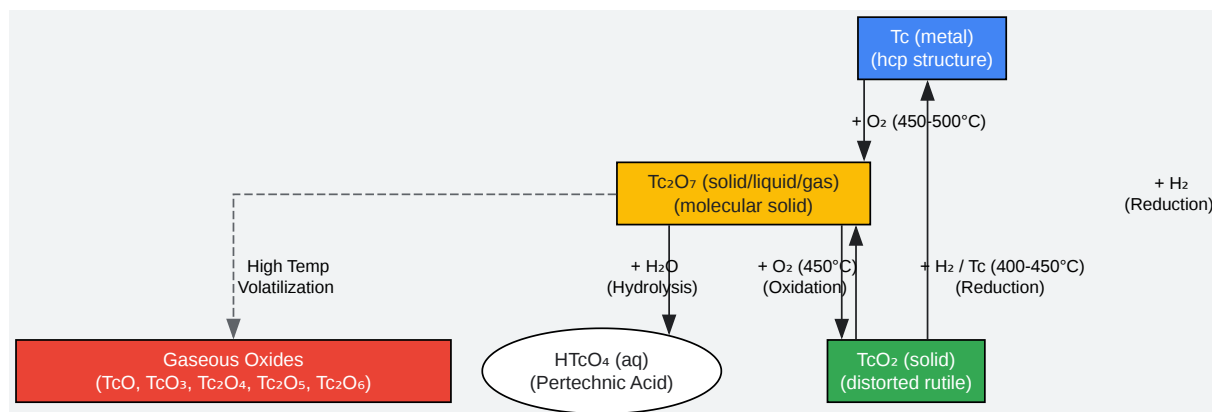 Tc (metal)
(hcp structure)
+ O₂ (450-500°C)
Tc₂O₇ (solid/liquid/gas)
(molecular solid)
+ H₂
(Reduction)
High Temp
Volatilization
+ H₂O
(Hydrolysis)
+ O₂ (450°C)
(Oxidation)
+ H₂ / Tc (400-450°C)
(Reduction)
Gaseous Oxides
(TcO, TcO₃, Tc₂O₄, Tc₂O₅, Tc₂O₆)
HTcO₄ (aq)
(Pertechnic Acid)
TcO₂ (solid)
(distorted rutile)